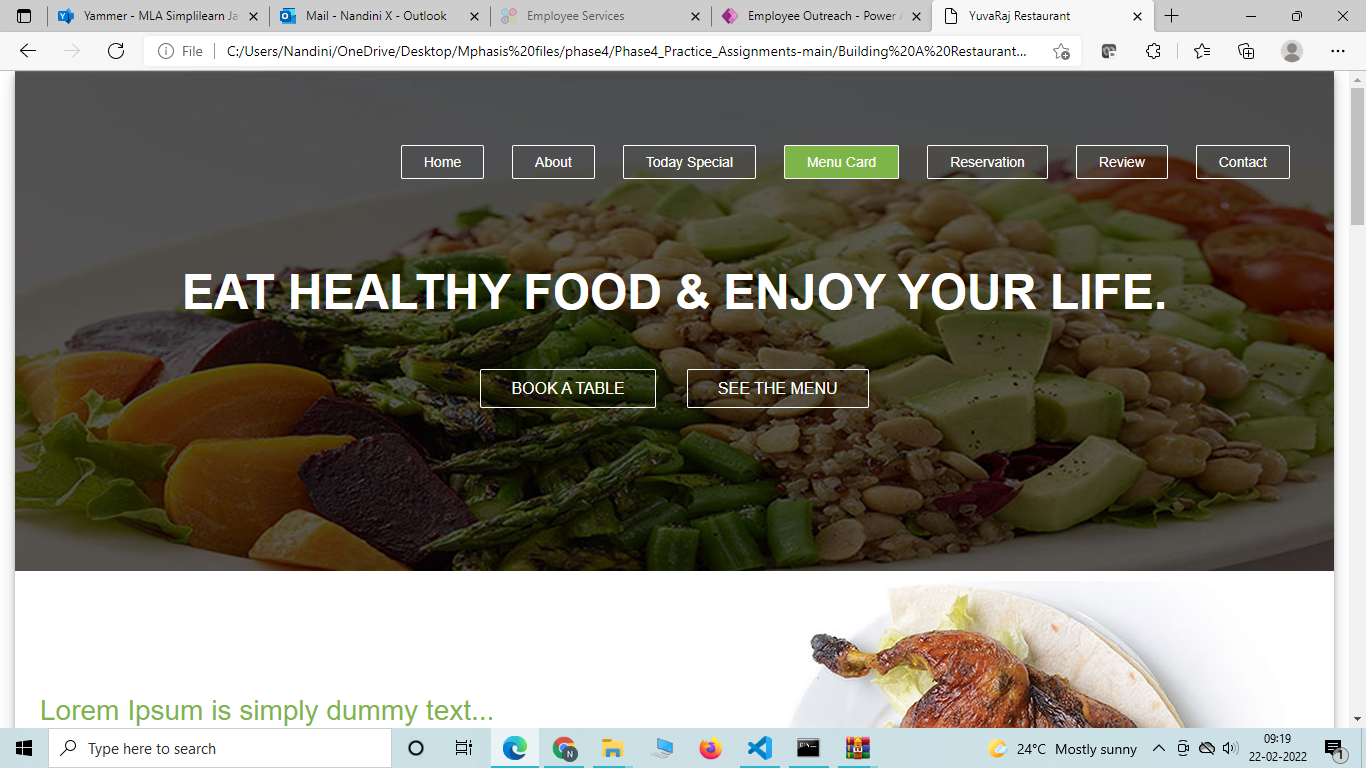 Yammer - MLA Simplilearn Ja
Mail - Nandini X - Outlook
Employee Services
Employee Outreach - Power A
YuvaRaj Restaurant
File
C:/Users/Nandini/OneDrive/Desktop/Mphasis%20files/phase4/Phase4_Practice_Assignments-main/Building%20A%20Restaurant...
Home
About
Today Special
Menu Card
Reservation
Review
Contact
EAT HEALTHY FOOD & ENJOY YOUR LIFE.
BOOK A TABLE
SEE THE MENU
Lorem Ipsum is simply dummy text...
Type here to search
N
24°C Mostly sunny
09:19
22-02-2022
1